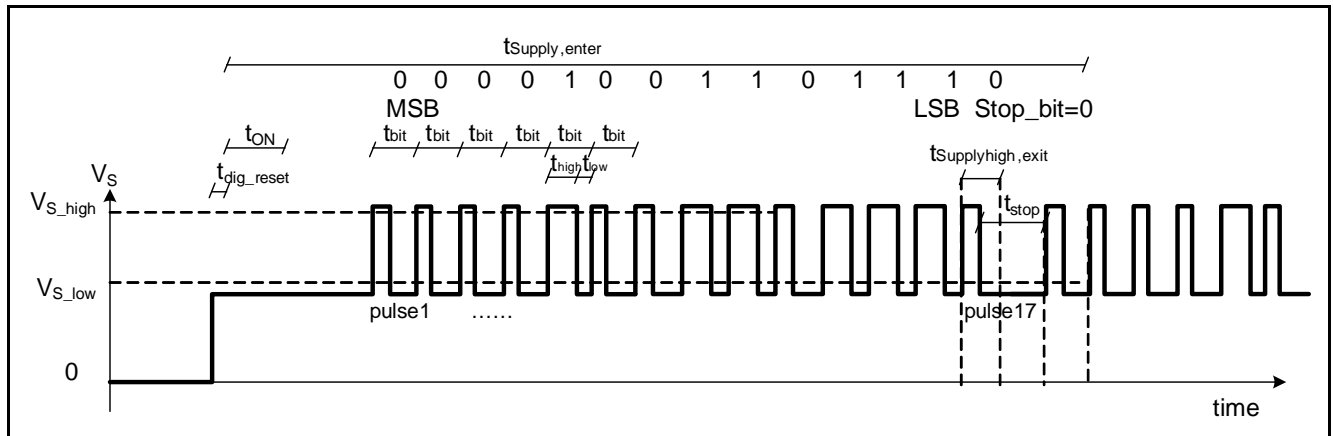 tSupply,enter
0 0 0 0 1 0 0 1 1 0 1 1 1 0
MSB LSB Stop_bit=0
tON tbit tbit tbit tbit tbit tbit tSupplyhigh,exit
tdig_reset thigh tlow
VS
VS_high
tstop
VS_low
pulse1 ...... pulse17
0
time